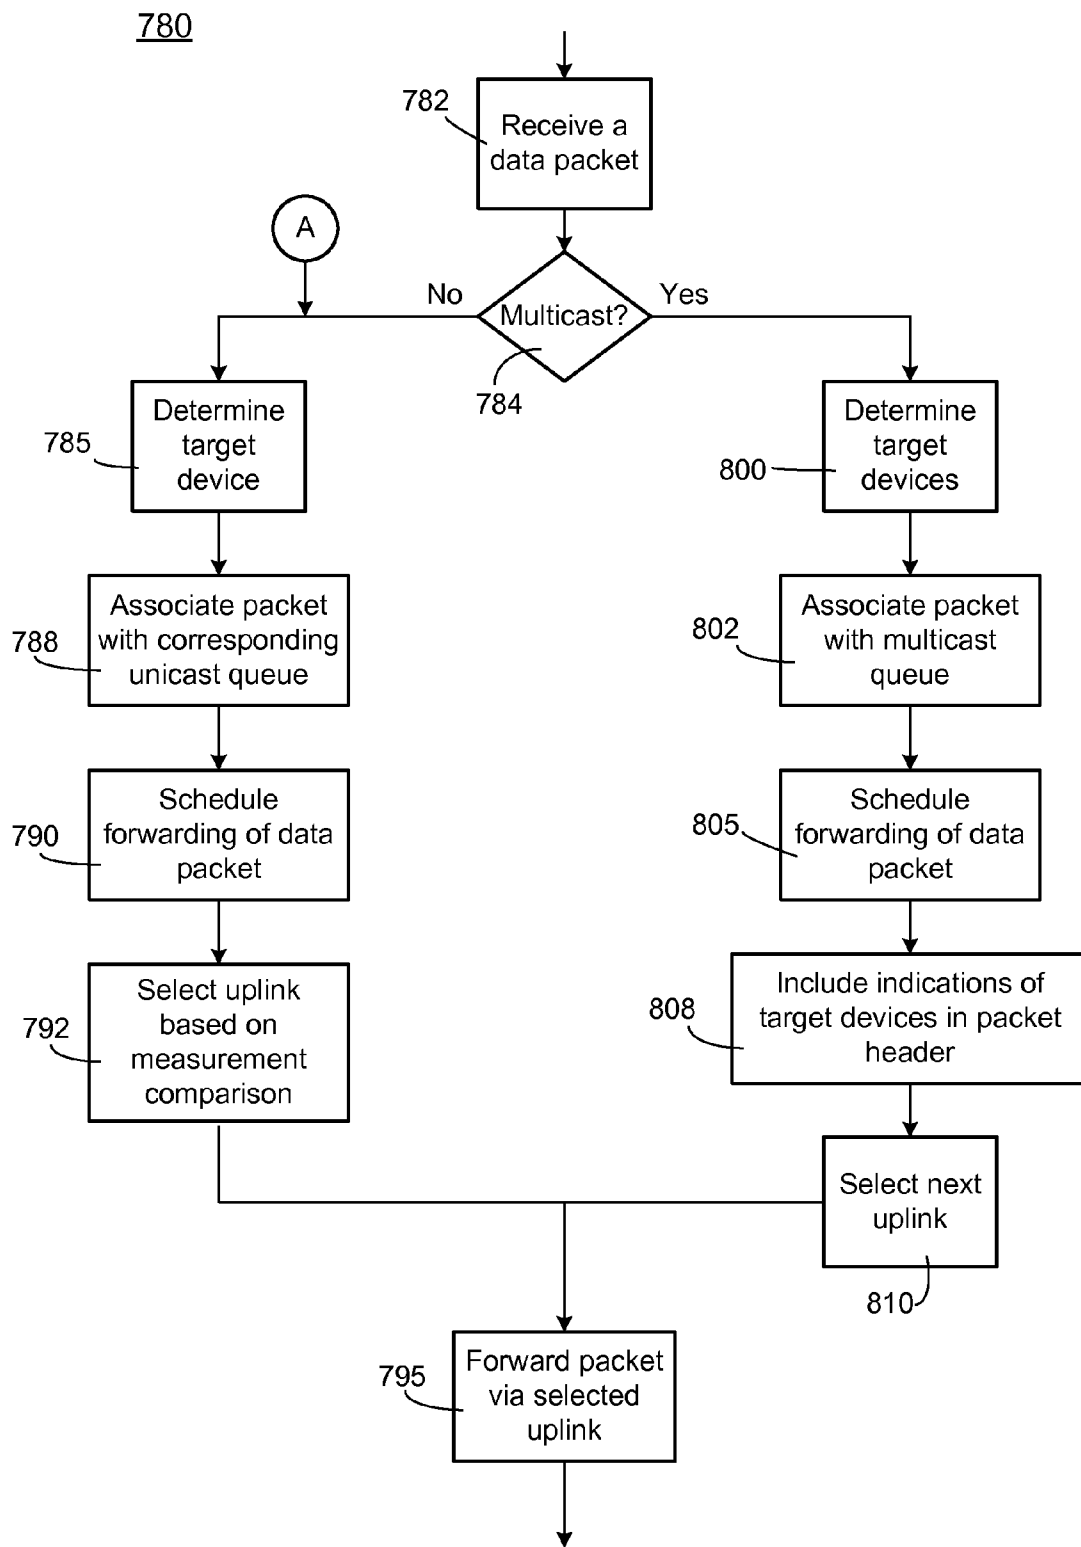 780
782
Receive a
data packet
A
No
Yes
Multicast?
784
Determine
target
device
785
Determine
target
devices
800
Associate packet
with corresponding
unicast queue
788
Associate packet
with multicast
queue
802
Schedule
forwarding of data
packet
790
Schedule
forwarding of data
packet
805
Select uplink
based on
measurement
comparison
792
Include indications of
target devices in packet
header
808
Select next
uplink
810
Forward packet
via selected
uplink
795